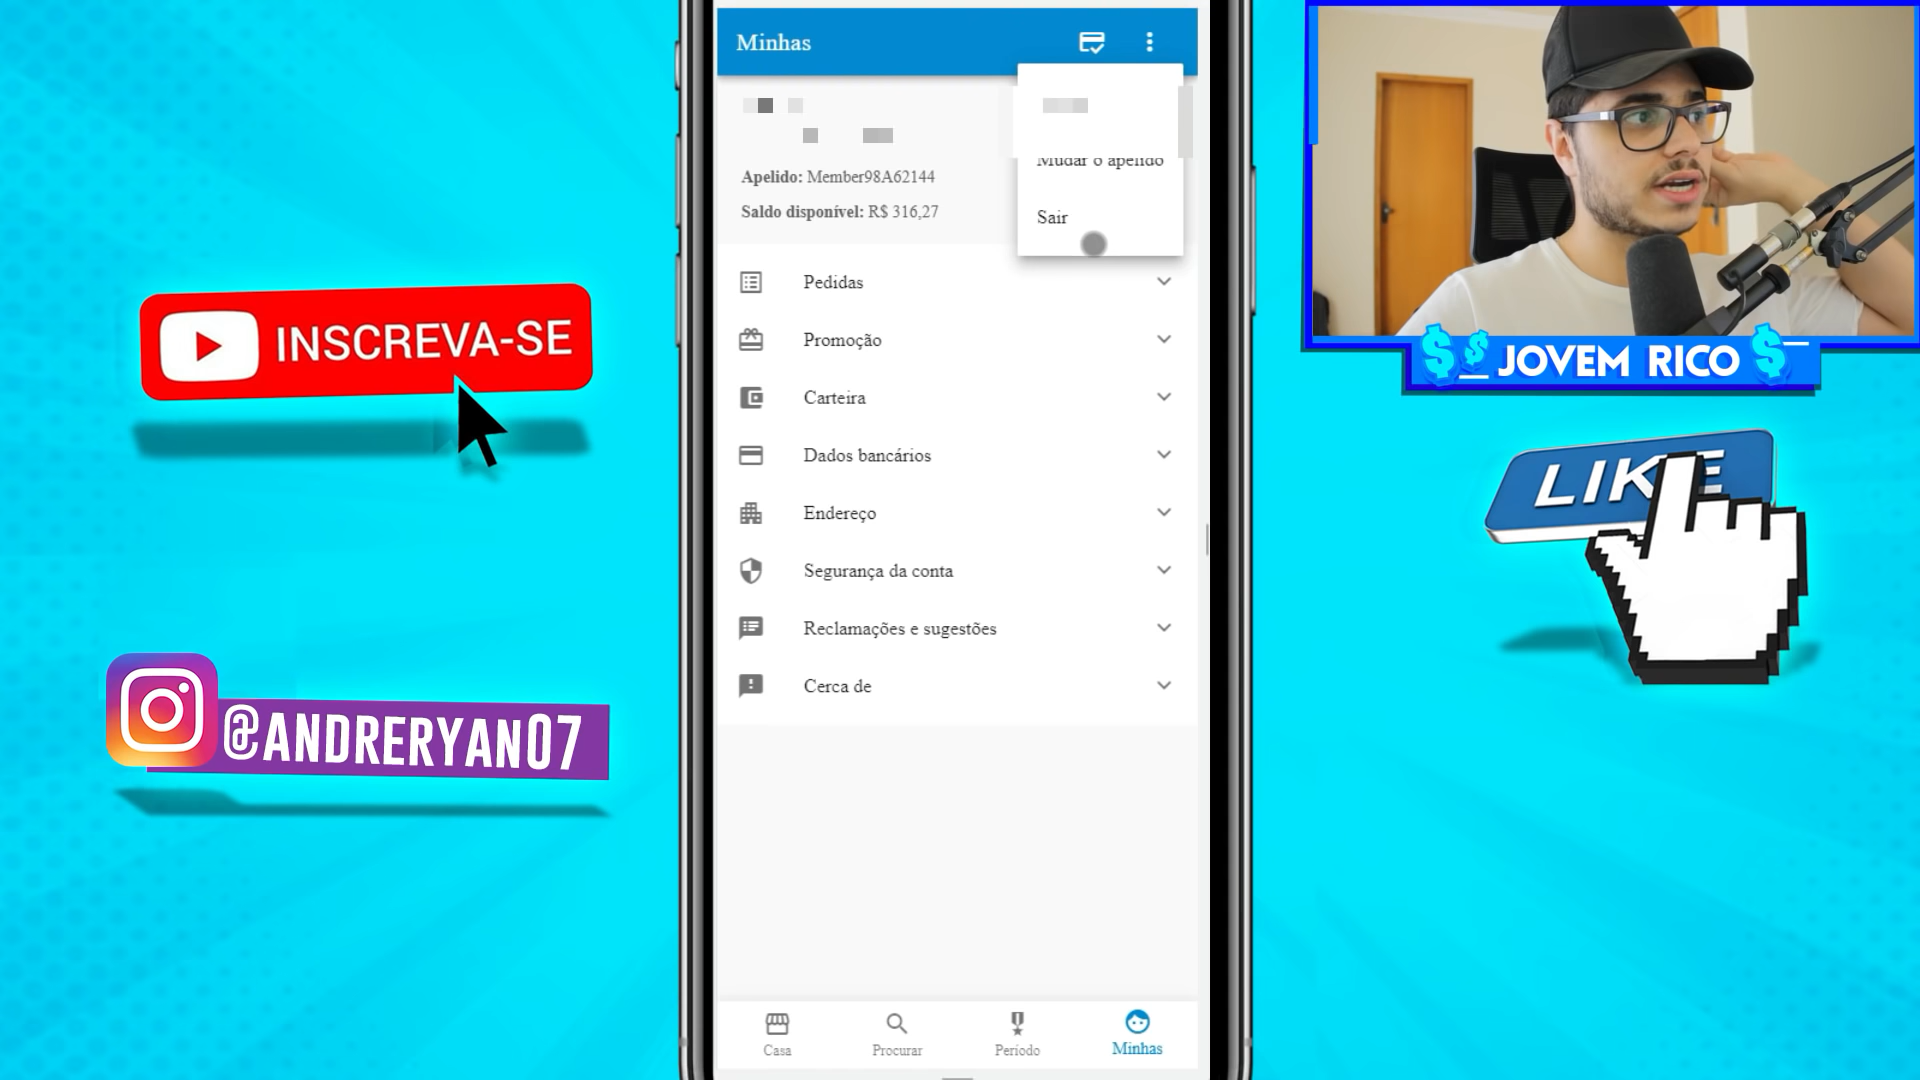 Minhas
Mudar o apelido
Apelido: Member98A62144
Saldo disponível: R$ 316,27
Sair
Pedidas
Promoção
Carteira
Dados bancários
Endereço
Segurança da conta
Reclamações e sugestões
Cerca de
Casa
Procurar
Periodo
Minhas
INSCREVA-SE
@ANDRERYAN07
JOVEM RICO
LIKE